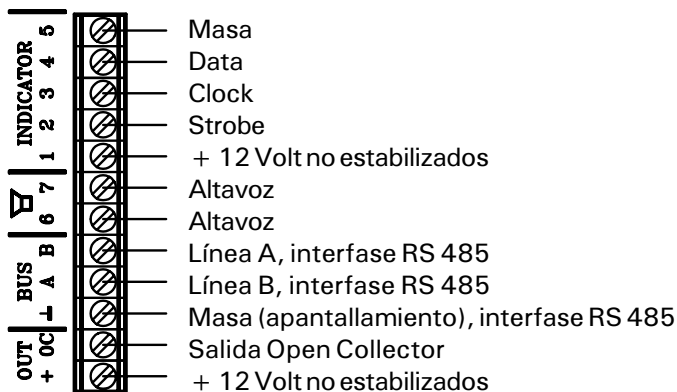 INDICATOR
5 Masa
4 Data
3 Clock
2 Strobe
1 + 12 Volt no estabilizados
7 Altavoz
6 Altavoz
BUS
B Línea A, interfase RS 485
A Línea B, interfase RS 485
⊥ Masa (apantallamiento), interfase RS 485
OUT
OC Salida Open Collector
+ + 12 Volt no estabilizados